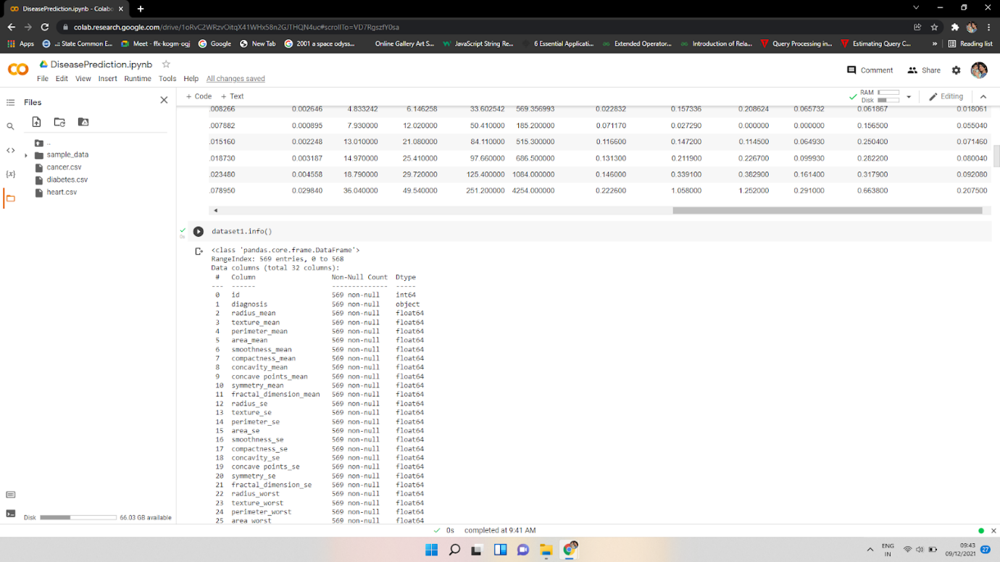 DiseasePrediction.ipynb - Colab
colab.research.google.com/drive/1oRvC2WRzvOitqX41WHx58n2GJTHQN4uc#scrollTo=VD7RgszfY0sa
Apps ..: State Common E... Meet - ffx-kogm-ogj Google New Tab 2001 a space odyss... Online Gallery Art S... JavaScript String Re... 6 Essential Applicati... Extended Operator... Introduction of Rela... Query Processing in... Estimating Query C... » Reading list
DiseasePrediction.ipynb
Comment Share
File Edit View Insert Runtime Tools Help All changes saved
Files
+ Code + Text
RAM
Disk
Editing
..
sample_data
cancer.csv
diabetes.csv
heart.csv
.008266 0.002646 4.833242 6.146258 33.602542 569.356993 0.022832 0.157336 0.208624 0.065732 0.061867 0.018061
.007882 0.000895 7.930000 12.020000 50.410000 185.200000 0.071170 0.027290 0.000000 0.000000 0.156500 0.055040
.015160 0.002248 13.010000 21.080000 84.110000 515.300000 0.116600 0.147200 0.114500 0.064930 0.250400 0.071460
.018730 0.003187 14.970000 25.410000 97.660000 686.500000 0.131300 0.211900 0.226700 0.099930 0.282200 0.080040
.023480 0.004558 18.790000 29.720000 125.400000 1084.000000 0.146000 0.339100 0.382900 0.161400 0.317900 0.092080
.078950 0.029840 36.040000 49.540000 251.200000 4254.000000 0.222600 1.058000 1.252000 0.291000 0.663800 0.207500
0s
dataset1.info()
<class 'pandas.core.frame.DataFrame'>
RangeIndex: 569 entries, 0 to 568
Data columns (total 32 columns):
# Column Non-Null Count Dtype
--- ------ -------------- -----
0 id 569 non-null int64
1 diagnosis 569 non-null object
2 radius_mean 569 non-null float64
3 texture_mean 569 non-null float64
4 perimeter_mean 569 non-null float64
5 area_mean 569 non-null float64
6 smoothness_mean 569 non-null float64
7 compactness_mean 569 non-null float64
8 concavity_mean 569 non-null float64
9 concave points_mean 569 non-null float64
10 symmetry_mean 569 non-null float64
11 fractal_dimension_mean 569 non-null float64
12 radius_se 569 non-null float64
13 texture_se 569 non-null float64
14 perimeter_se 569 non-null float64
15 area_se 569 non-null float64
16 smoothness_se 569 non-null float64
17 compactness_se 569 non-null float64
18 concavity_se 569 non-null float64
19 concave points_se 569 non-null float64
20 symmetry_se 569 non-null float64
21 fractal_dimension_se 569 non-null float64
22 radius_worst 569 non-null float64
23 texture_worst 569 non-null float64
24 perimeter_worst 569 non-null float64
25 area_worst 569 non-null float64
Disk 66.03 GB available
0s completed at 9:41 AM
ENG
IN
09:43
09/12/2021
27